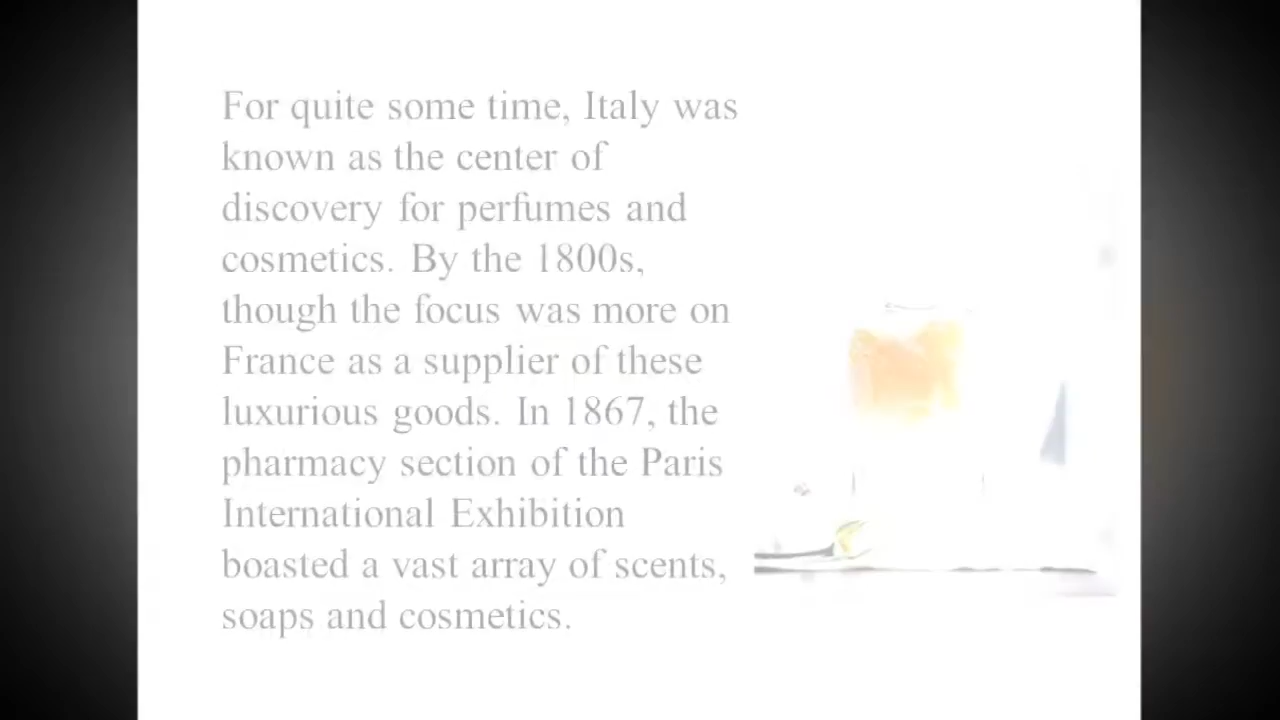 For quite some time, Italy was
known as the center of
discovery for perfumes and
cosmetics. By the 1800s,
though the focus was more on
France as a supplier of these
luxurious goods. In 1867, the
pharmacy section of the Paris
International Exhibition
boasted a vast array of scents,
soaps and cosmetics.